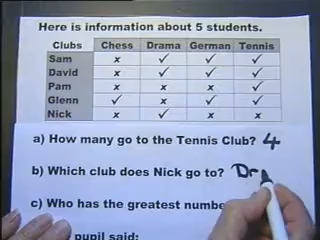 Here is information about 5 students.
Clubs Chess Drama German Tennis
Sam x ✓ ✓ ✓
David x ✓ ✓ ✓
Pam x x x ✓
Glenn ✓ x ✓ ✓
Nick x ✓ x x
a) How many go to the Tennis Club? 4
b) Which club does Nick go to? Dr
c) Who has the greatest numbe
pupil said: